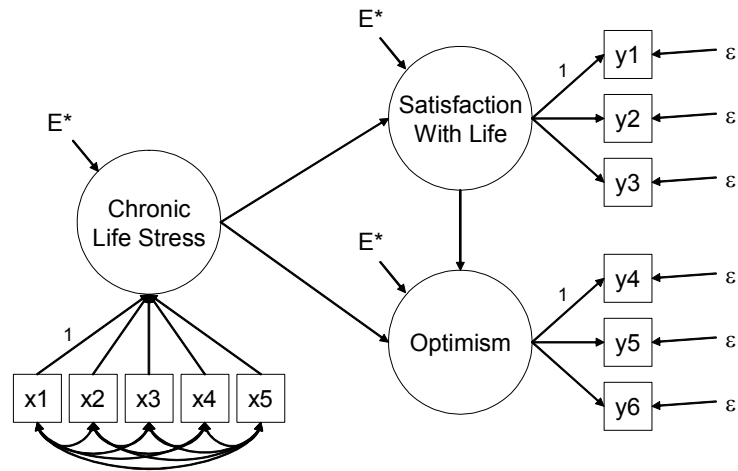 E*
1
y1
ε
Satisfaction
With Life
y2
ε
E*
y3
ε
Chronic
Life Stress
E*
1
y4
ε
Optimism
y5
ε
1
y6
ε
x1
x2
x3
x4
x5